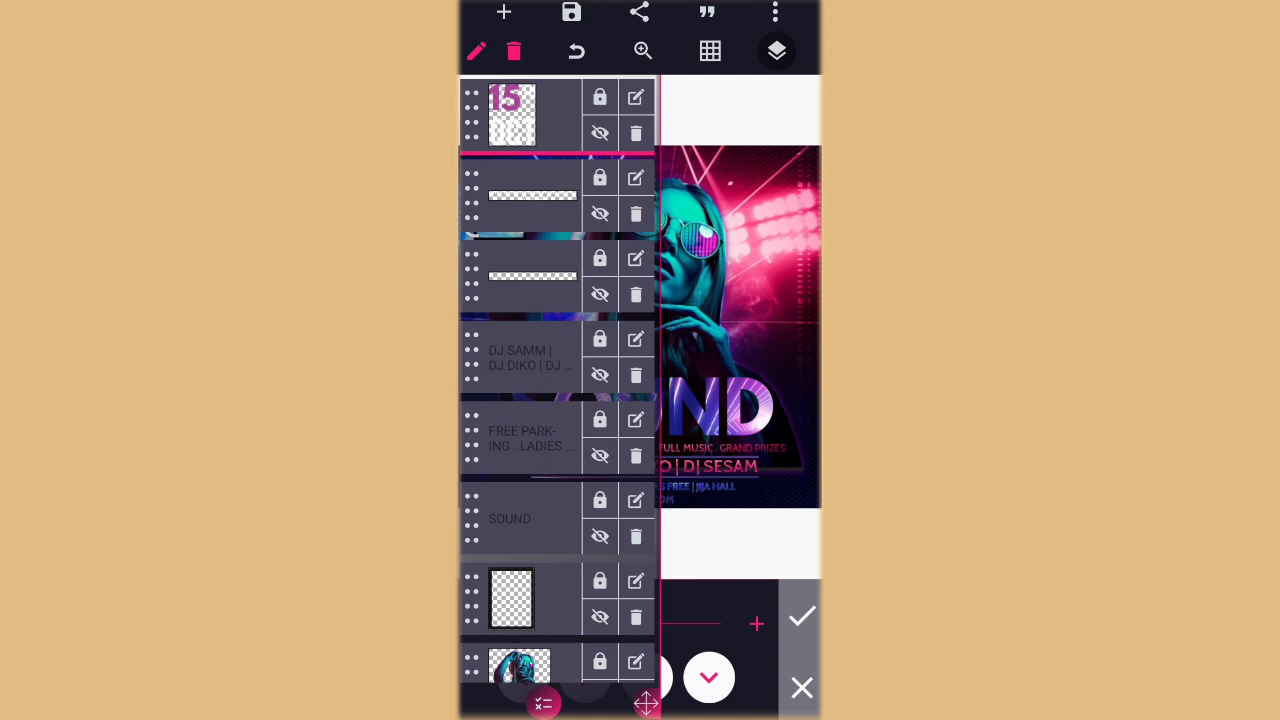 15
DJ SAMM |
DJ DIKO | DJ ...
FREE PARK-
ING . LADIES ...
SOUND
ND
FULL MUSIC . GRAND PRIZES
O | DJ SESAM
FREE | JIJA HALL
OM